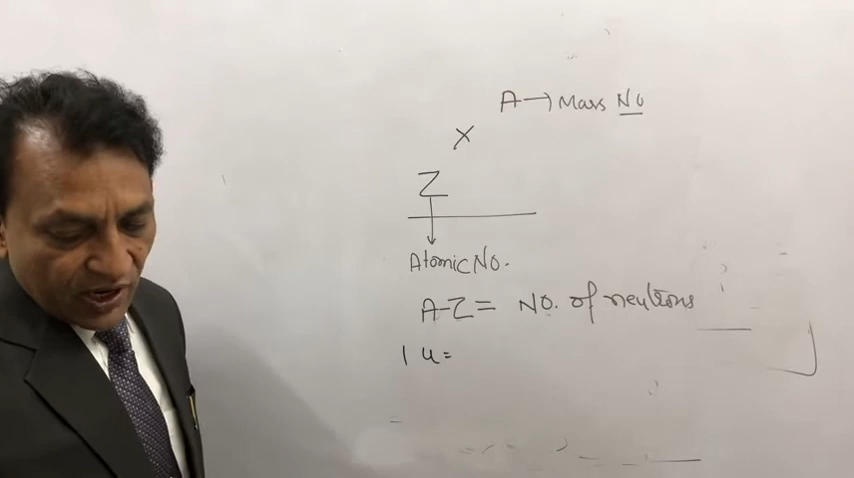 A→Mass No
X
Z
Atomic No.
A-Z= No. of neutrons
1 u=